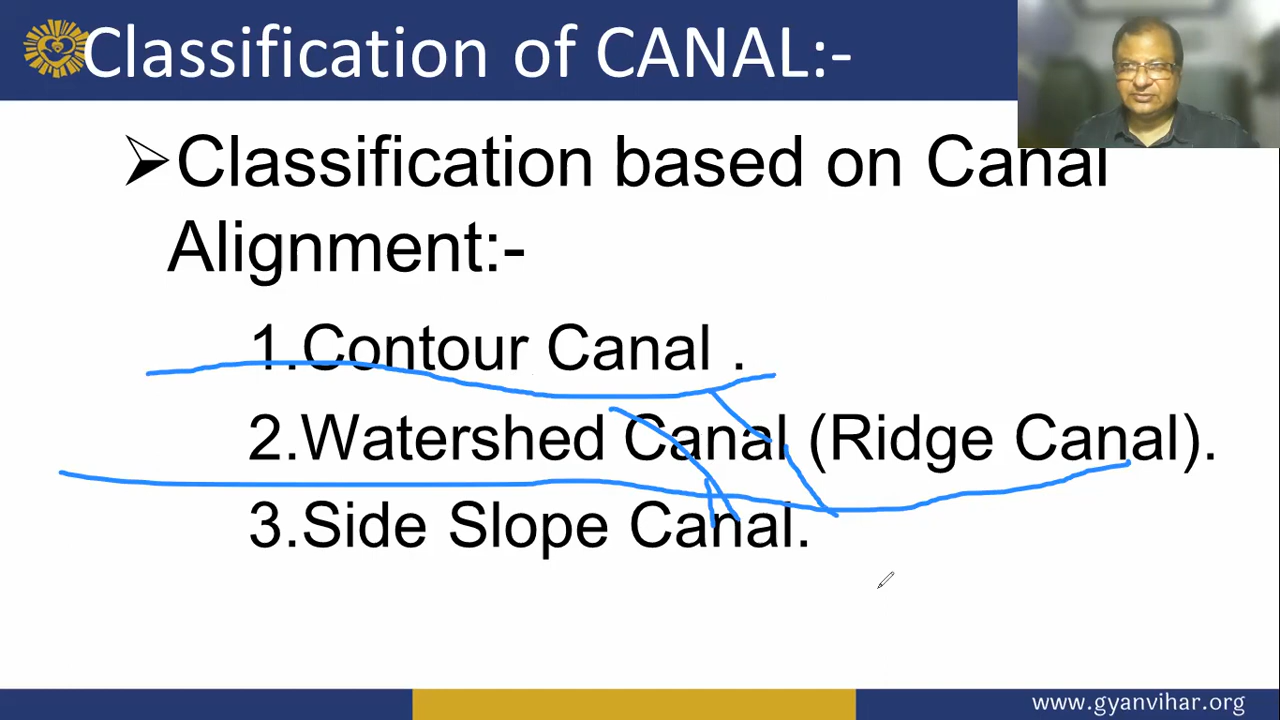 Classification of CANAL:-
➢Classification based on Canal
Alignment:-
1.Contour Canal .
2.Watershed Canal (Ridge Canal).
3.Side Slope Canal.
www.gyanvihar.org